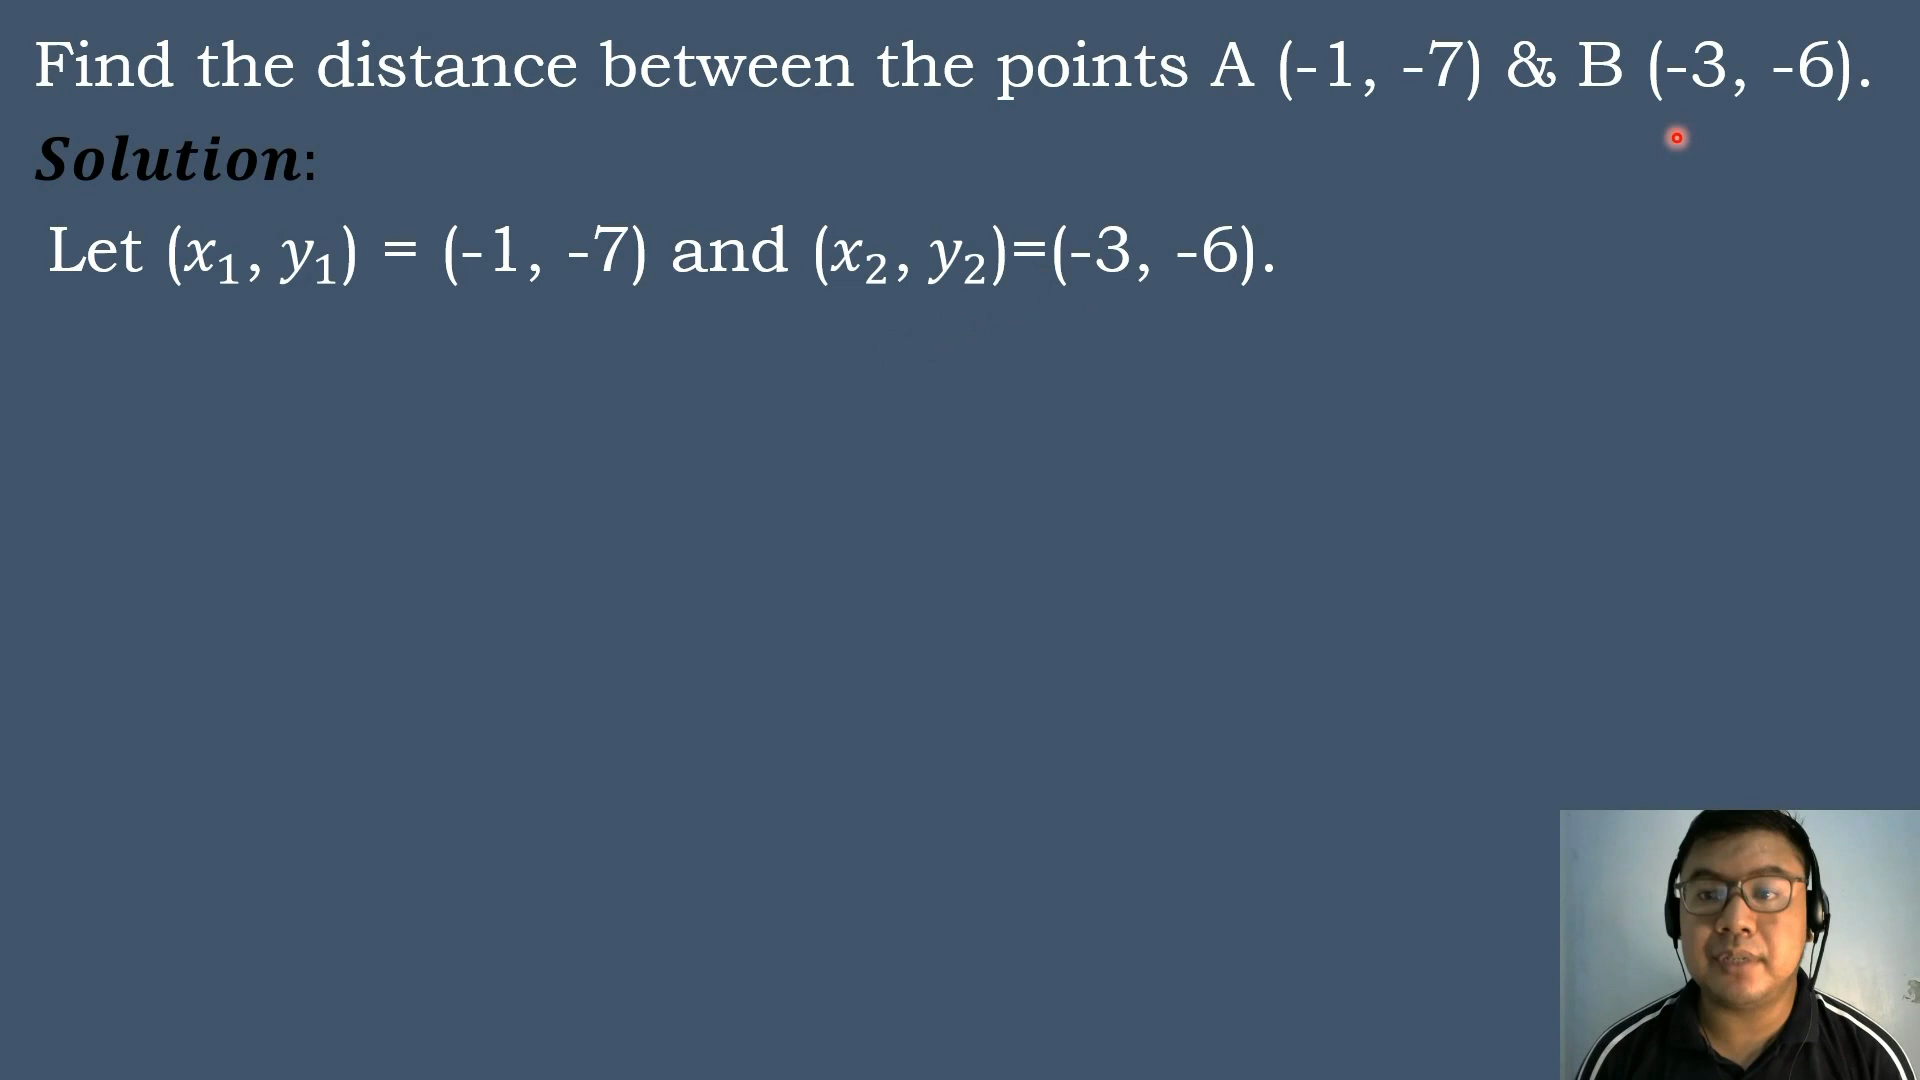 Find the distance between the points A (-1, -7) & B (-3, -6).
Solution:
Let (x₁, y₁) = (-1, -7) and (x₂, y₂)=(-3, -6).